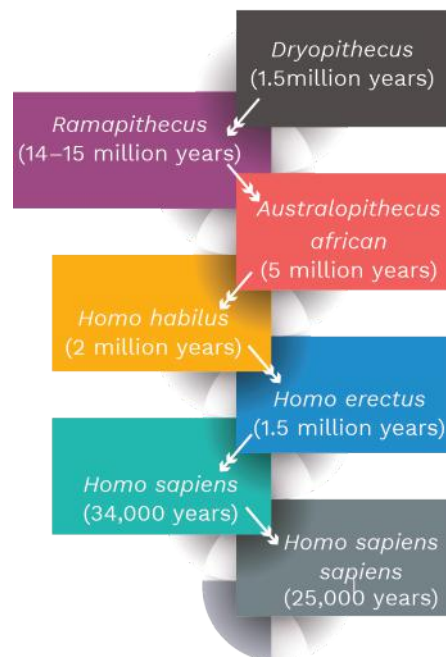 Dryopithecus
(1.5million years)
Ramapithecus
(14–15 million years)
Australopithecus
african
(5 million years)
Homo habilus
(2 million years)
Homo erectus
(1.5 million years)
Homo sapiens
(34,000 years)
Homo sapiens
sapiens
(25,000 years)